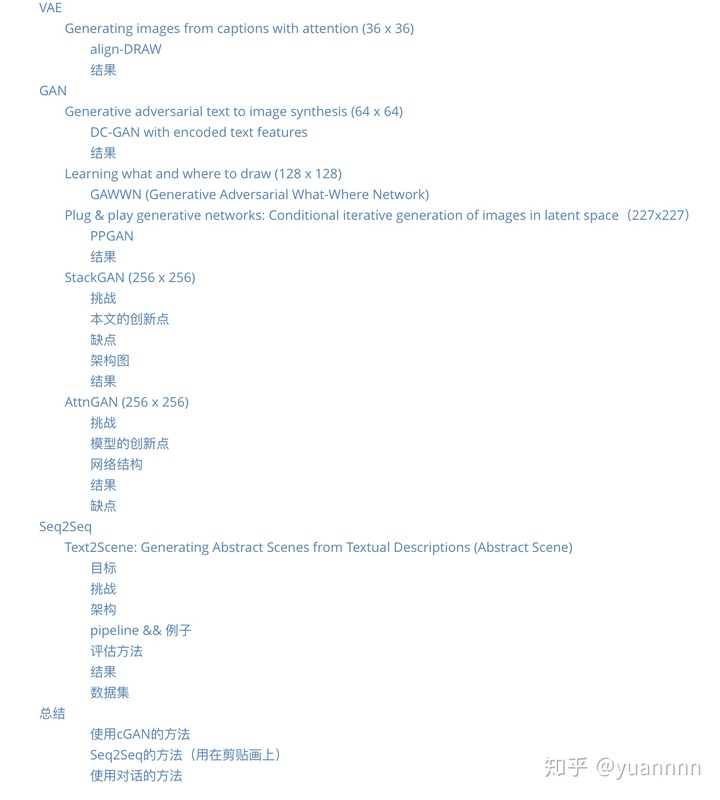 VAE
Generating images from captions with attention (36 x 36)
align-DRAW
结果
GAN
Generative adversarial text to image synthesis (64 x 64)
DC-GAN with encoded text features
结果
Learning what and where to draw (128 x 128)
GAWWN (Generative Adversarial What-Where Network)
Plug & play generative networks: Conditional iterative generation of images in latent space（227x227）
PPGAN
结果
StackGAN (256 x 256)
挑战
本文的创新点
缺点
架构图
结果
AttnGAN (256 x 256)
挑战
模型的创新点
网络结构
结果
缺点
Seq2Seq
Text2Scene: Generating Abstract Scenes from Textual Descriptions (Abstract Scene)
目标
挑战
架构
pipeline && 例子
评估方法
结果
数据集
总结
使用cGAN的方法
Seq2Seq的方法（用在剪贴画上）
使用对话的方法
知乎 @yuannnn